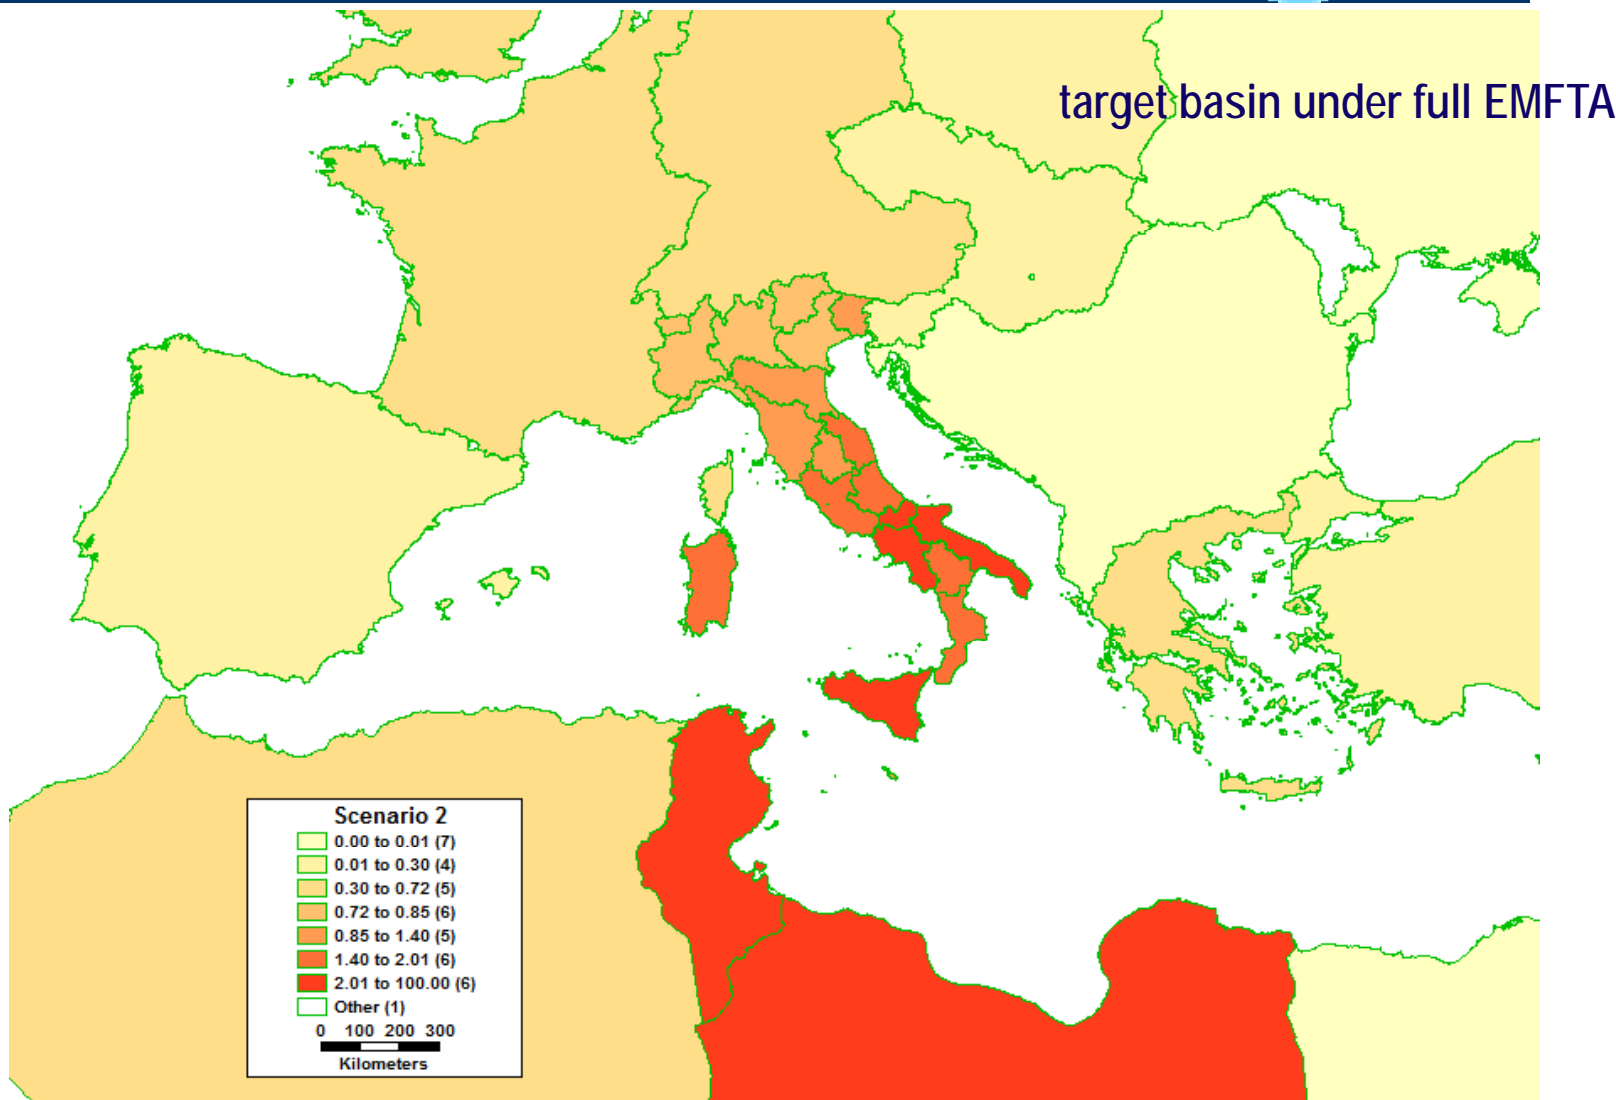 target basin under full EMFTA
Scenario 2
0.00 to 0.01 (7)
0.01 to 0.30 (4)
0.30 to 0.72 (5)
0.72 to 0.85 (6)
0.85 to 1.40 (5)
1.40 to 2.01 (6)
2.01 to 100.00 (6)
Other (1)
0 100 200 300
Kilometers